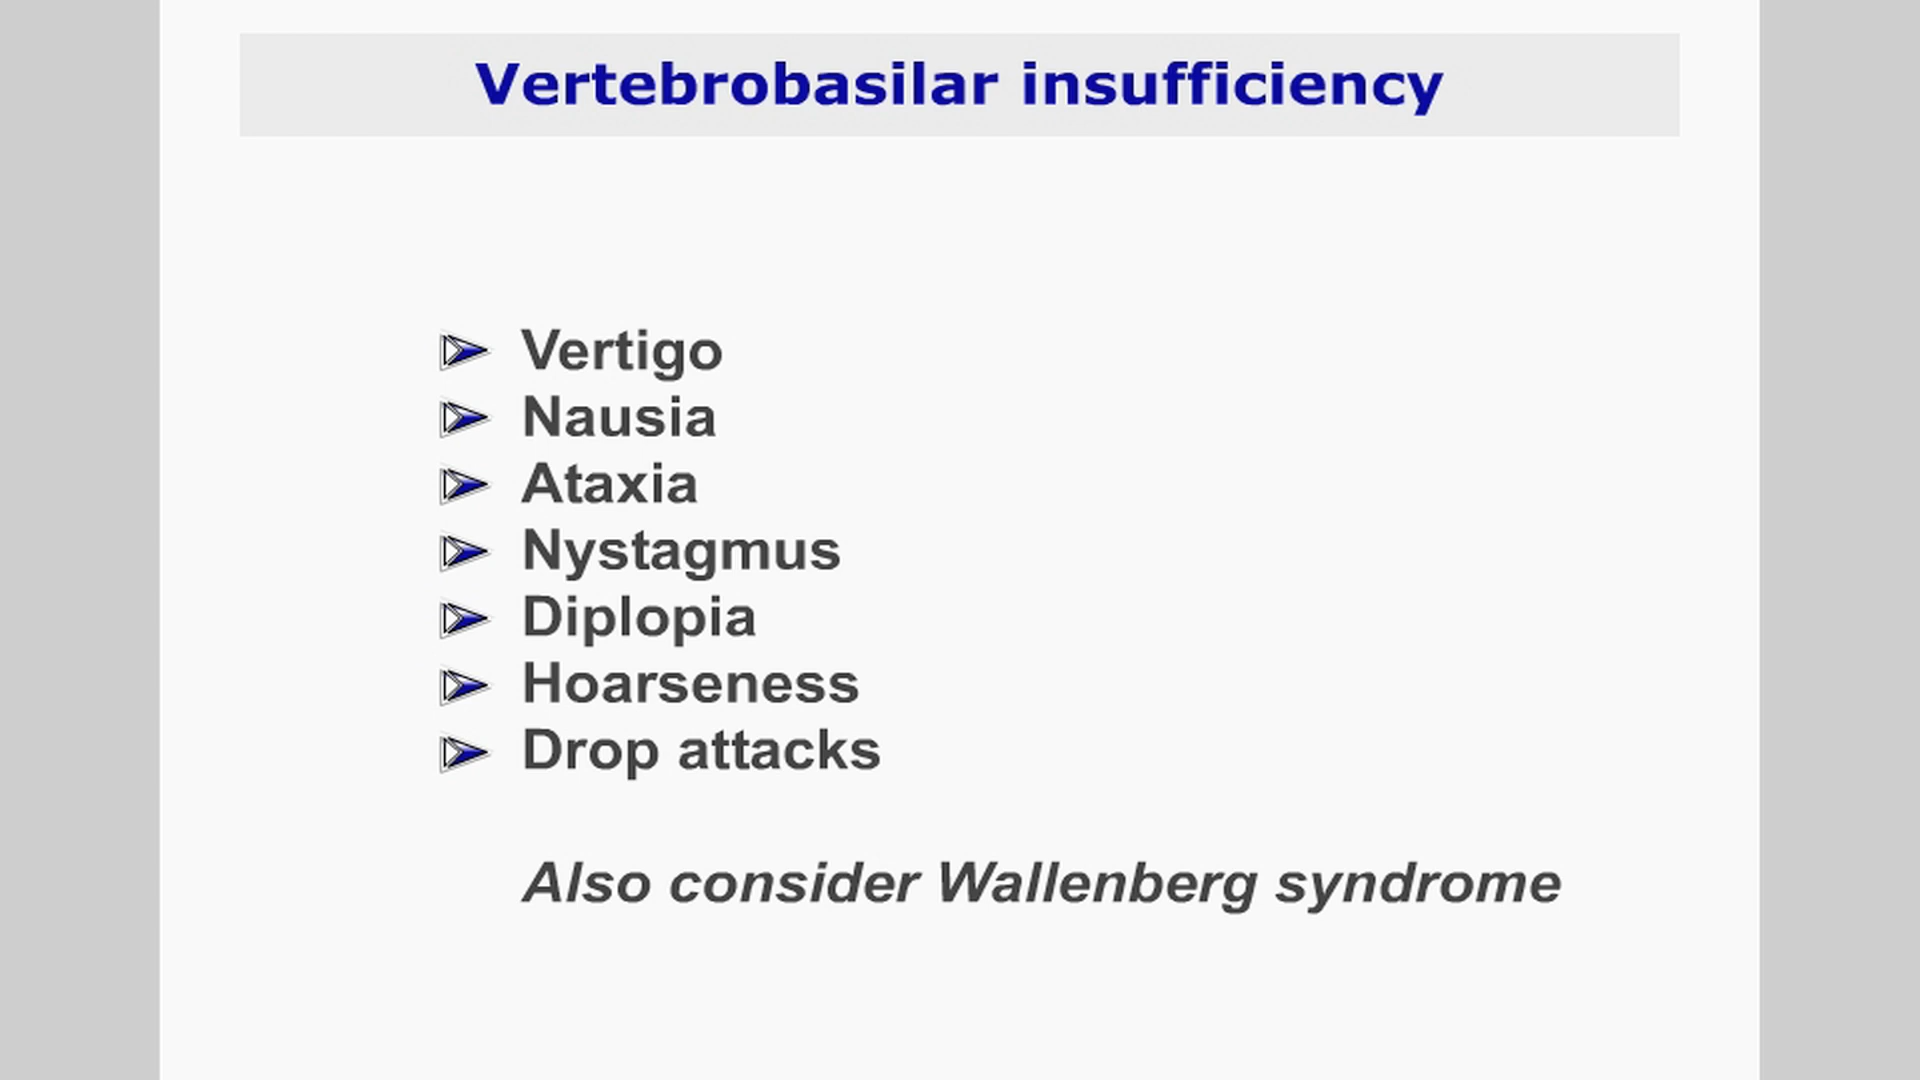 Vertebrobasilar insufficiency
Vertigo
Nausia
Ataxia
Nystagmus
Diplopia
Hoarseness
Drop attacks
Also consider Wallenberg syndrome